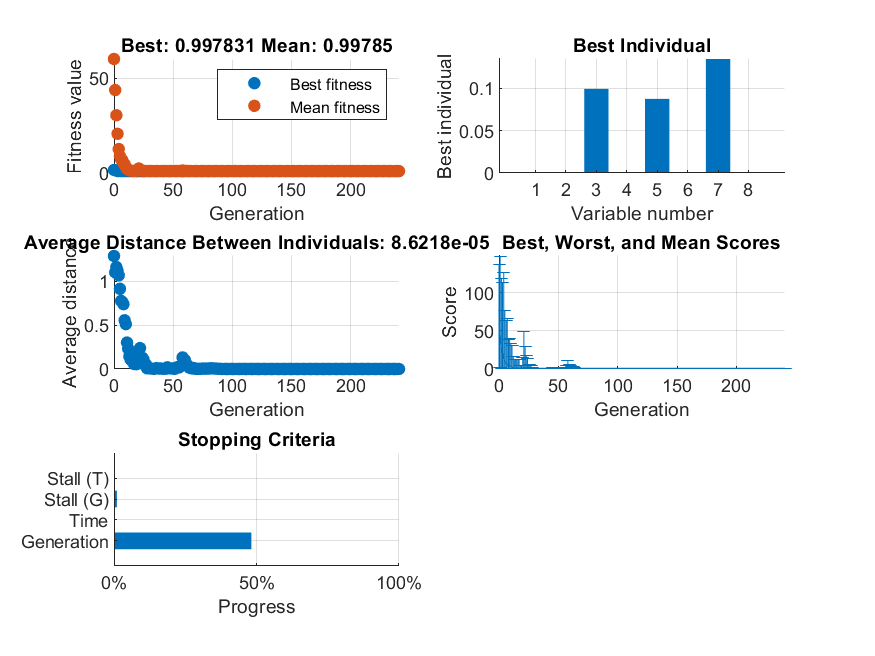 Best: 0.997831 Mean: 0.99785
Fitness value
50
0
Best fitness
Mean fitness
0 50 100 150 200
Generation
Best Individual
Best individual
0.1
0.05
0
1 2 3 4 5 6 7 8
Variable number
Average Distance Between Individuals: 8.6218e-05
Average distance
1
0.5
0
0 50 100 150 200
Generation
Best, Worst, and Mean Scores
Score
100
50
0
0 50 100 150 200
Generation
Stopping Criteria
Stall (T)
Stall (G)
Time
Generation
0% 50% 100%
Progress